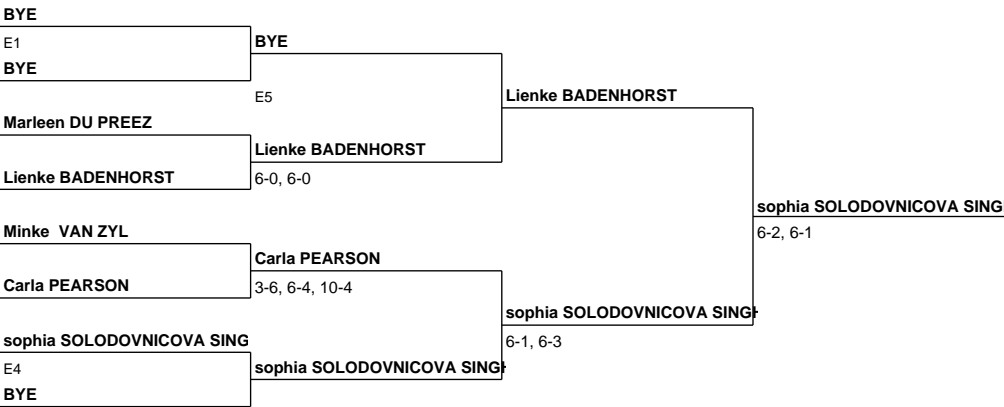 BYE
E1
BYE
BYE
E5
Lienke BADENHORST
Marleen DU PREEZ
Lienke BADENHORST
Lienke BADENHORST
6-0, 6-0
sophia SOLODOVNICOVA SING
6-2, 6-1
Minke VAN ZYL
Carla PEARSON
Carla PEARSON
3-6, 6-4, 10-4
sophia SOLODOVNICOVA SINGH
6-1, 6-3
sophia SOLODOVNICOVA SING
E4
sophia SOLODOVNICOVA SINGH
BYE